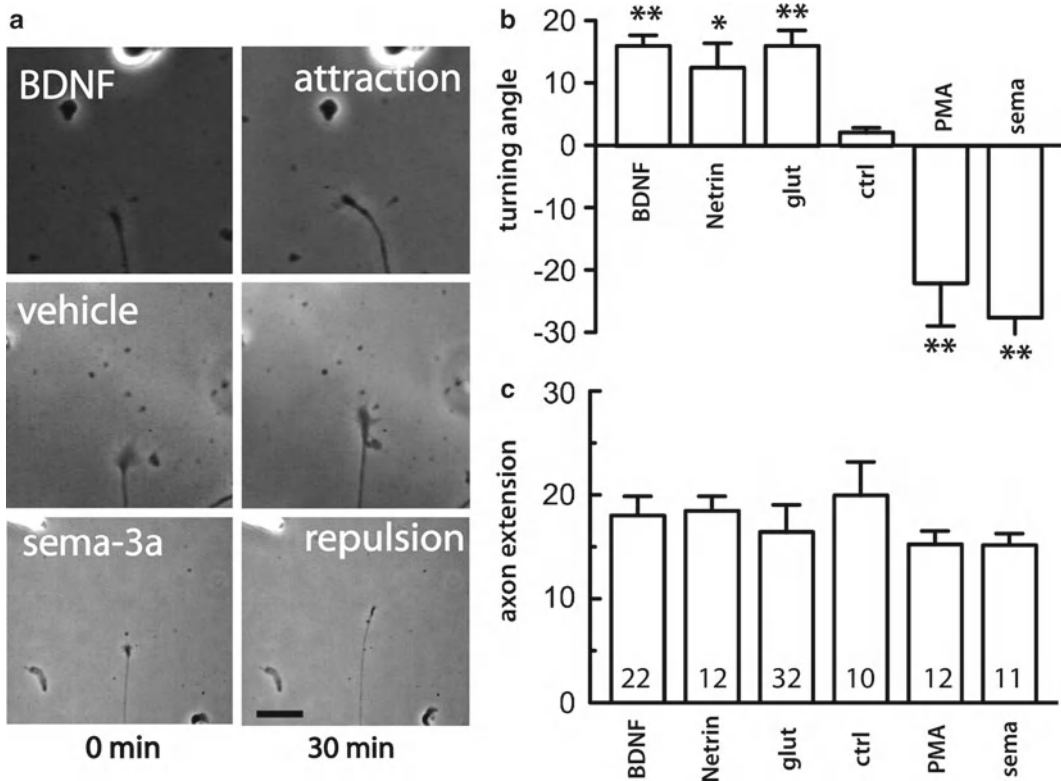 a
BDNF
attraction
vehicle
sema-3a
repulsion
0 min
30 min
b
turning angle
20
10
0
-10
-20
-30
**
*
**
**
**
BDNF
Netrin
glut
ctrl
PMA
sema
c
axon extension
30
20
10
0
22
12
32
10
12
11
BDNF
Netrin
glut
ctrl
PMA
sema